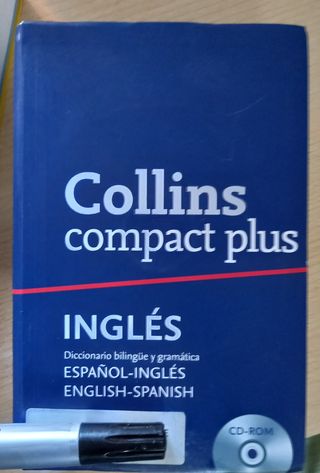 Collins
compact plus
INGLÉS
Diccionario bilingüe y gramática
ESPAÑOL-INGLÉS
ENGLISH-SPANISH
CD-ROM